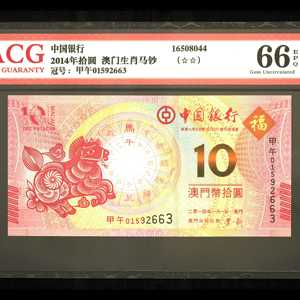 ACG
GUARANTY
中国银行
16508044
2014年拾圆 澳门生肖马钞
(☆☆)
冠号：甲午01592663
66
EPQ
Gem Uncirculated
10
中國銀行
福
馬
甲午
10
澳門幣拾圓
甲午01592663
甲午01592663